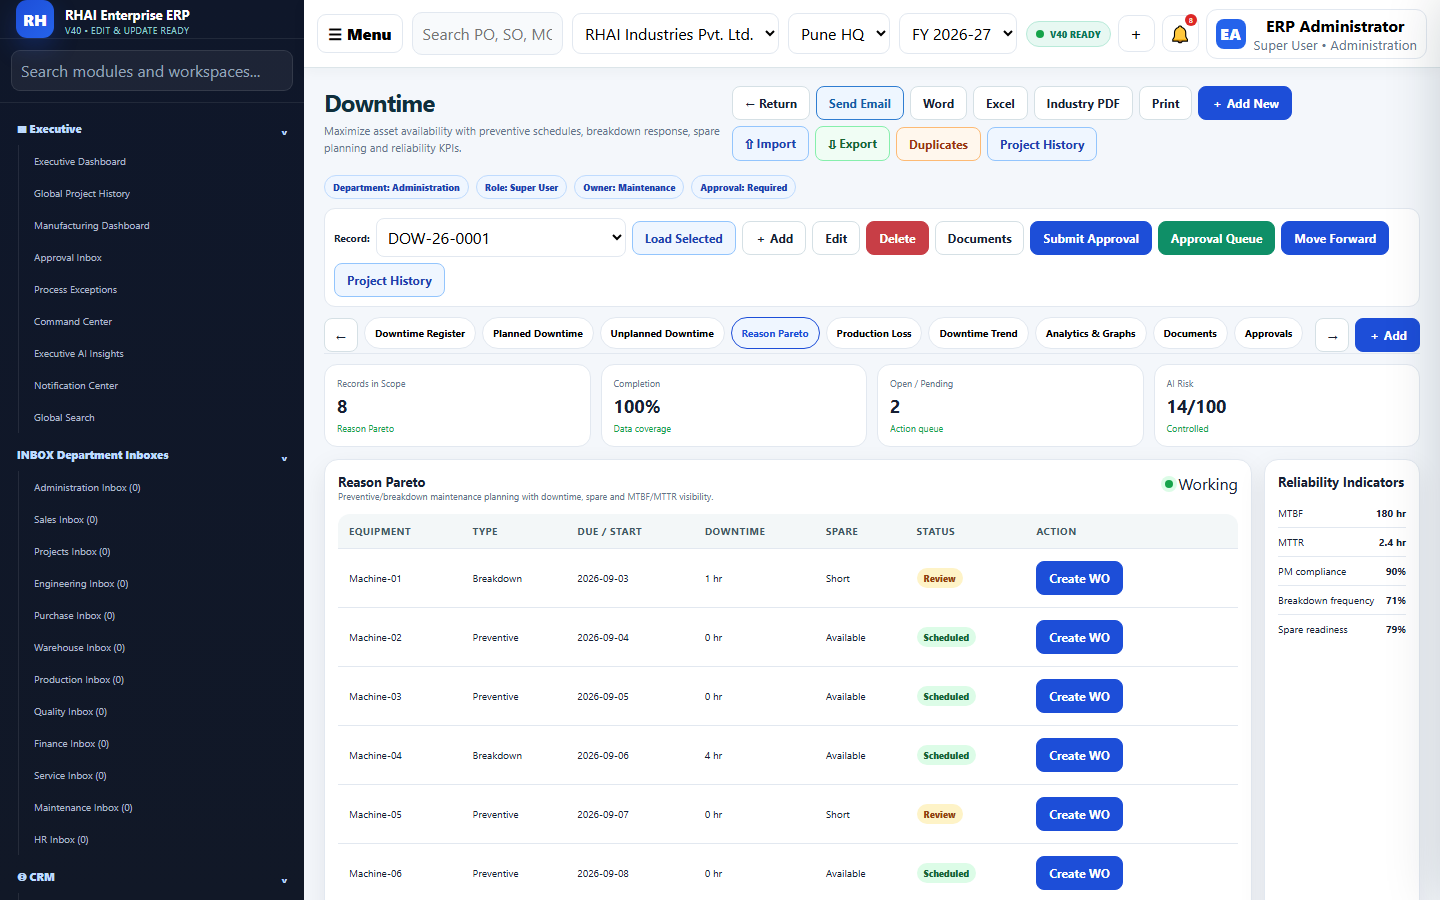 RH
RHAI Enterprise ERP
V40 • EDIT & UPDATE READY
Search modules and workspaces...
Executive
Executive Dashboard
Global Project History
Manufacturing Dashboard
Approval Inbox
Process Exceptions
Command Center
Executive AI Insights
Notification Center
Global Search
INBOX Department Inboxes
Administration Inbox (0)
Sales Inbox (0)
Projects Inbox (0)
Engineering Inbox (0)
Purchase Inbox (0)
Warehouse Inbox (0)
Production Inbox (0)
Quality Inbox (0)
Finance Inbox (0)
Service Inbox (0)
Maintenance Inbox (0)
HR Inbox (0)
CRM
☰ Menu
Search PO, SO, MO
RHAI Industries Pvt. Ltd.
Pune HQ
FY 2026-27
V40 READY
+
8
EA
ERP Administrator
Super User • Administration
Downtime
Maximize asset availability with preventive schedules, breakdown response, spare
planning and reliability KPIs.
← Return
Send Email
Word
Excel
Industry PDF
Print
+ Add New
⇧ Import
⇩ Export
Duplicates
Project History
Department: Administration
Role: Super User
Owner: Maintenance
Approval: Required
Record:
DOW-26-0001
Load Selected
+ Add
Edit
Delete
Documents
Submit Approval
Approval Queue
Move Forward
Project History
←
Downtime Register
Planned Downtime
Unplanned Downtime
Reason Pareto
Production Loss
Downtime Trend
Analytics & Graphs
Documents
Approvals
→
+ Add
Records in Scope
8
Reason Pareto
Completion
100%
Data coverage
Open / Pending
2
Action queue
AI Risk
14/100
Controlled
Reason Pareto
Preventive/breakdown maintenance planning with downtime, spare and MTBF/MTTR visibility.
Working
EQUIPMENT TYPE DUE / START DOWNTIME SPARE STATUS ACTION
Machine-01 Breakdown 2026-09-03 1 hr Short Review Create WO
Machine-02 Preventive 2026-09-04 0 hr Available Scheduled Create WO
Machine-03 Preventive 2026-09-05 0 hr Available Scheduled Create WO
Machine-04 Breakdown 2026-09-06 4 hr Available Scheduled Create WO
Machine-05 Preventive 2026-09-07 0 hr Short Review Create WO
Machine-06 Preventive 2026-09-08 0 hr Available Scheduled Create WO
Reliability Indicators
MTBF 180 hr
MTTR 2.4 hr
PM compliance 90%
Breakdown frequency 71%
Spare readiness 79%